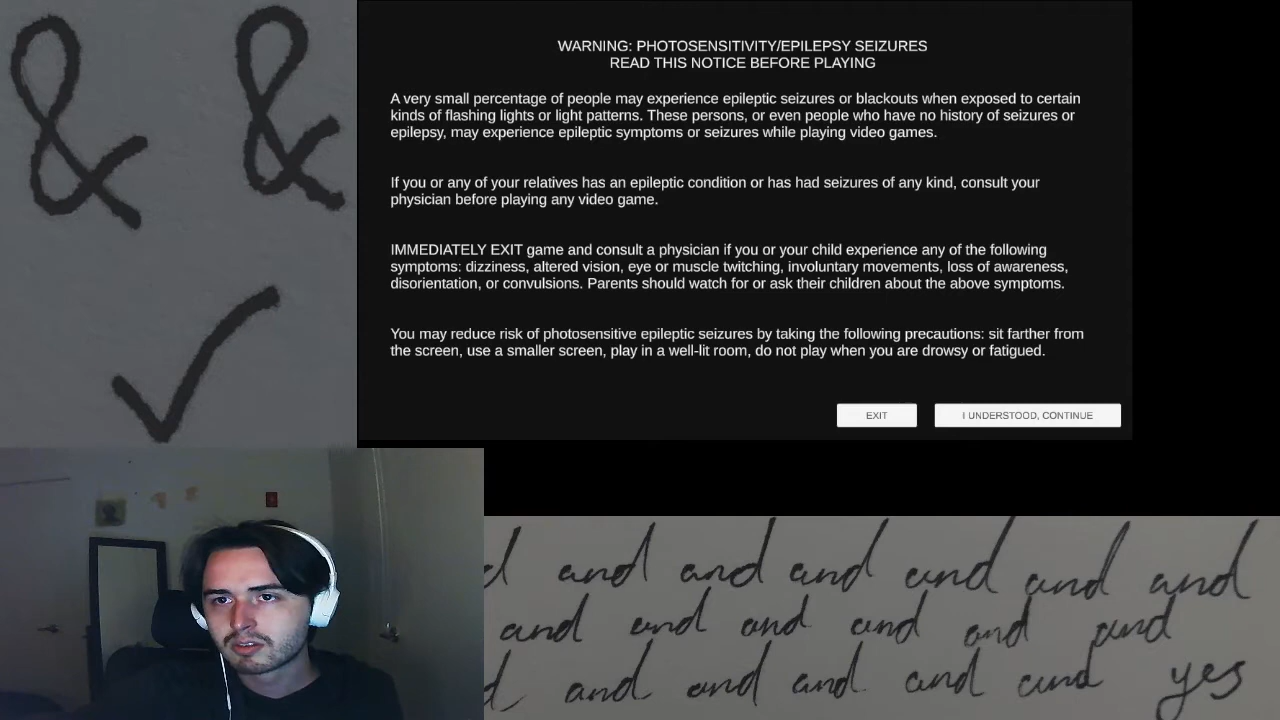 & &
WARNING: PHOTOSENSITIVITY/EPILEPSY SEIZURES
READ THIS NOTICE BEFORE PLAYING
A very small percentage of people may experience epileptic seizures or blackouts when exposed to certain
kinds of flashing lights or light patterns. These persons, or even people who have no history of seizures or
epilepsy, may experience epileptic symptoms or seizures while playing video games.
If you or any of your relatives has an epileptic condition or has had seizures of any kind, consult your
physician before playing any video game.
IMMEDIATELY EXIT game and consult a physician if you or your child experience any of the following
symptoms: dizziness, altered vision, eye or muscle twitching, involuntary movements, loss of awareness,
disorientation, or convulsions. Parents should watch for or ask their children about the above symptoms.
You may reduce risk of photosensitive epileptic seizures by taking the following precautions: sit farther from
the screen, use a smaller screen, play in a well-lit room, do not play when you are drowsy or fatigued.
EXIT I UNDERSTOOD, CONTINUE
d and and and and and and
and and and and and and
d and and and and and yes